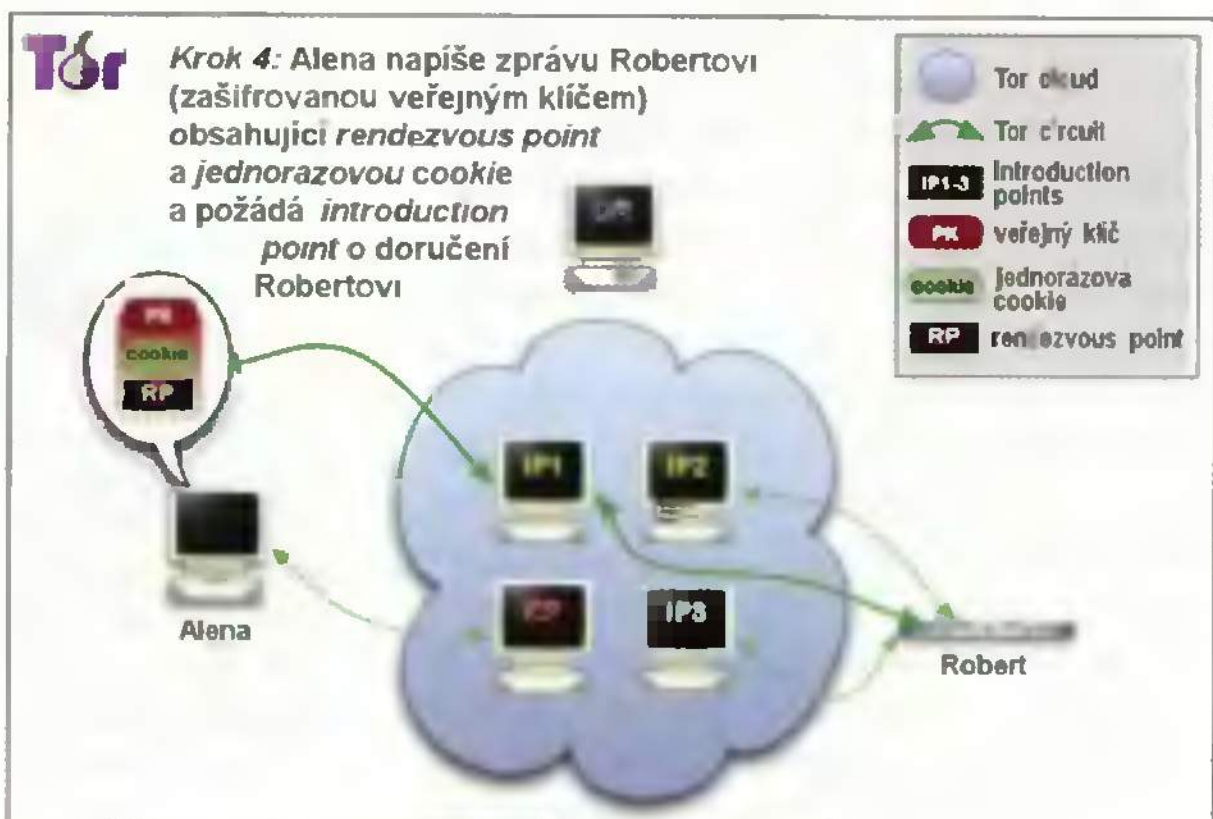 Tor
Krok 4: Alena napíše zprávu Robertovi
(zašifrovanou veřejným klíčem)
obsahující rendezvous point
a jednorazovou cookie
a požádá introduction
point o doručení
Robertovi
Tor cloud
Tor circuit
IP1-3 introduction
points
PK veřejný klíč
cookie jednorazova
cookie
RP rendezvous point
DB
PK
cookie
RP
IP1 IP2
RP IP3
Alena
Robert